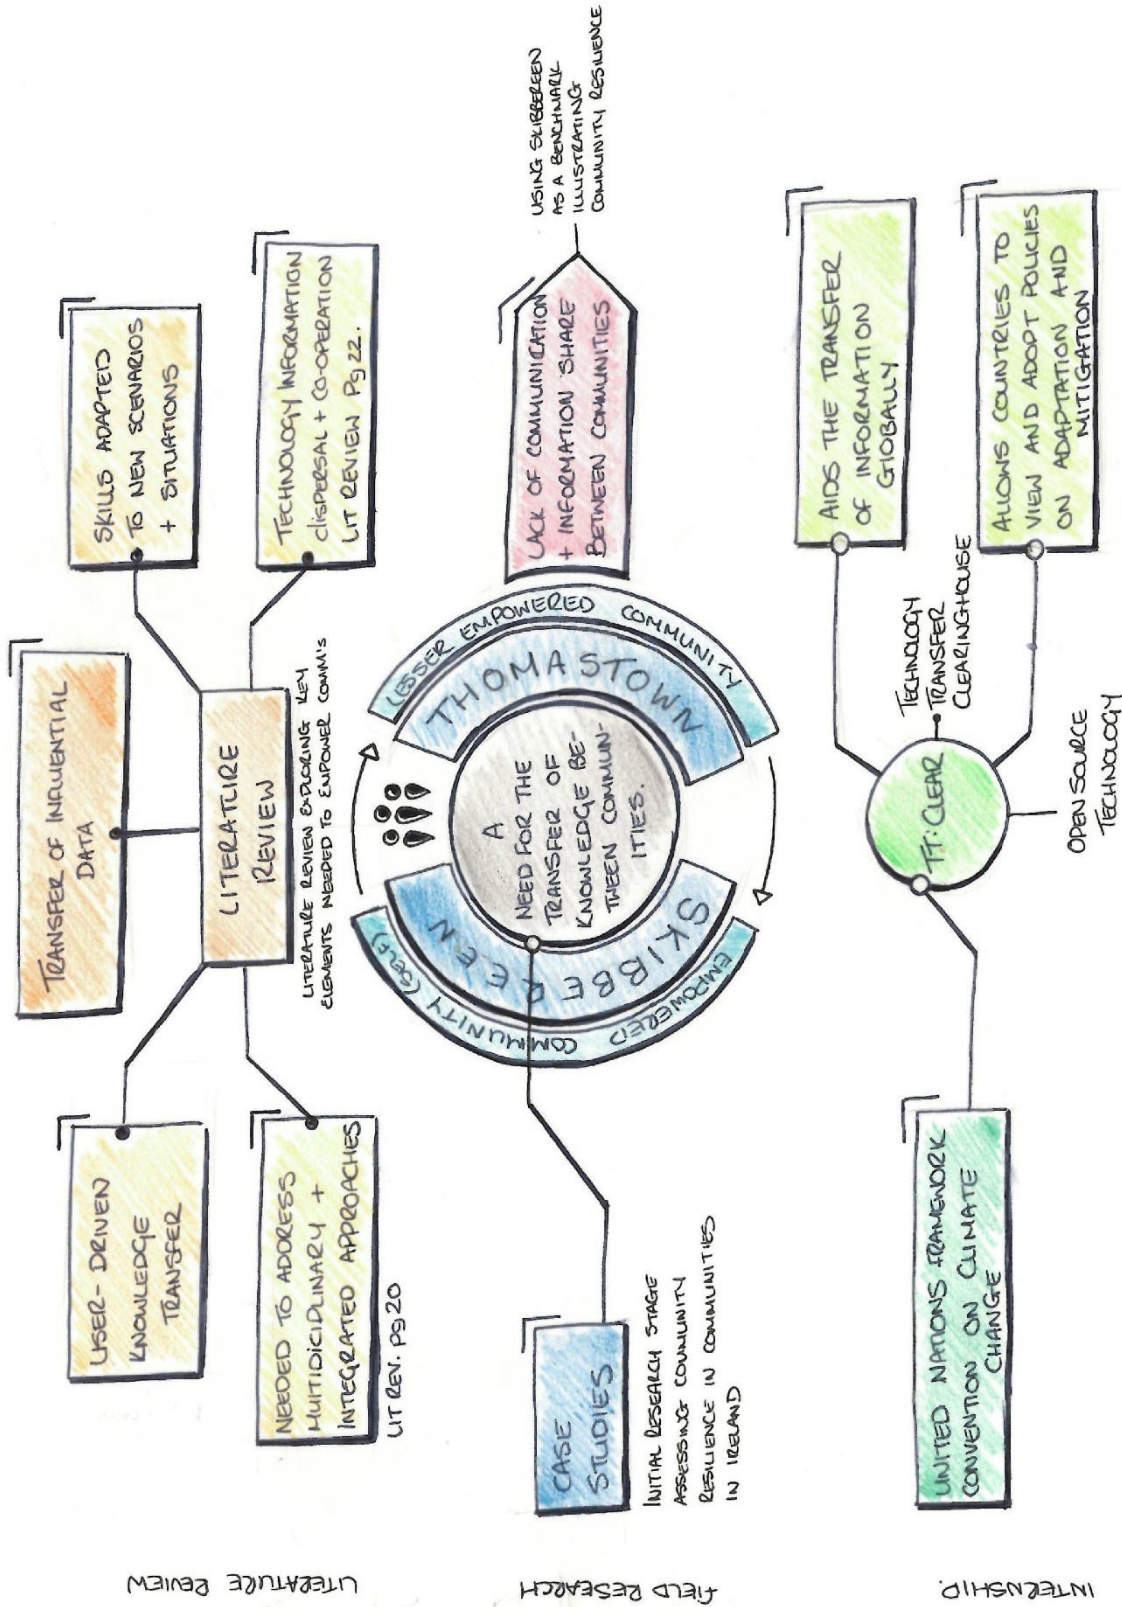 LITERATURE REVIEW
USER-DRIVEN
KNOWLEDGE
TRANSFER
TRANSFER OF INFLUENTIAL
DATA
SKILLS ADAPTED
TO NEW SCENARIOS
+ SITUATIONS
NEEDED TO ADDRESS
MULTIDICIPLINARY +
INTEGRATED APPROACHES
LIT REV. Pg 20
LITERATURE
REVIEW
LITERATURE REVIEW EXPLORING KEY
ELEMENTS NEEDED TO EMPOWER COMM's
TECHNOLOGY INFORMATION
dISPERSAL + CO-OPERATION
LIT REVIEW Pg 22.
FIELD RESEARCH
CASE
STUDIES
INITIAL RESEARCH STAGE
ASSESSING COMMUNITY
RESILIENCE IN COMMUNITIES
IN IRELAND
EMPOWERED COMMUNITY (SELF)
SKIBBEREEN
A
NEED FOR THE
TRANSFER OF
KNOWLEDGE BE-
TWEEN COMMUN-
ITIES.
THOMASTOWN
LESSER EMPOWERED COMMUNITY
LACK OF COMMUNICATION
+ INFORMATION SHARE
BETWEEN COMMUNITIES
USING SKIBBEREEN
AS A BENCHMARK
ILLUSTRATING
COMMUNITY RESILIENCE
INTERNSHIP.
UNITED NATIONS FRAMEWORK
CONVENTION ON CLIMATE
CHANGE
TT:CLEAR
TECHNOLOGY
TRANSFER
CLEARINGHOUSE
OPEN SOURCE
TECHNOLOGY
AIDS THE TRANSFER
OF INFORMATION
GLOBALLY
ALLOWS COUNTRIES TO
VIEW AND ADOPT POLICIES
ON ADAPTATION AND
MITIGATION